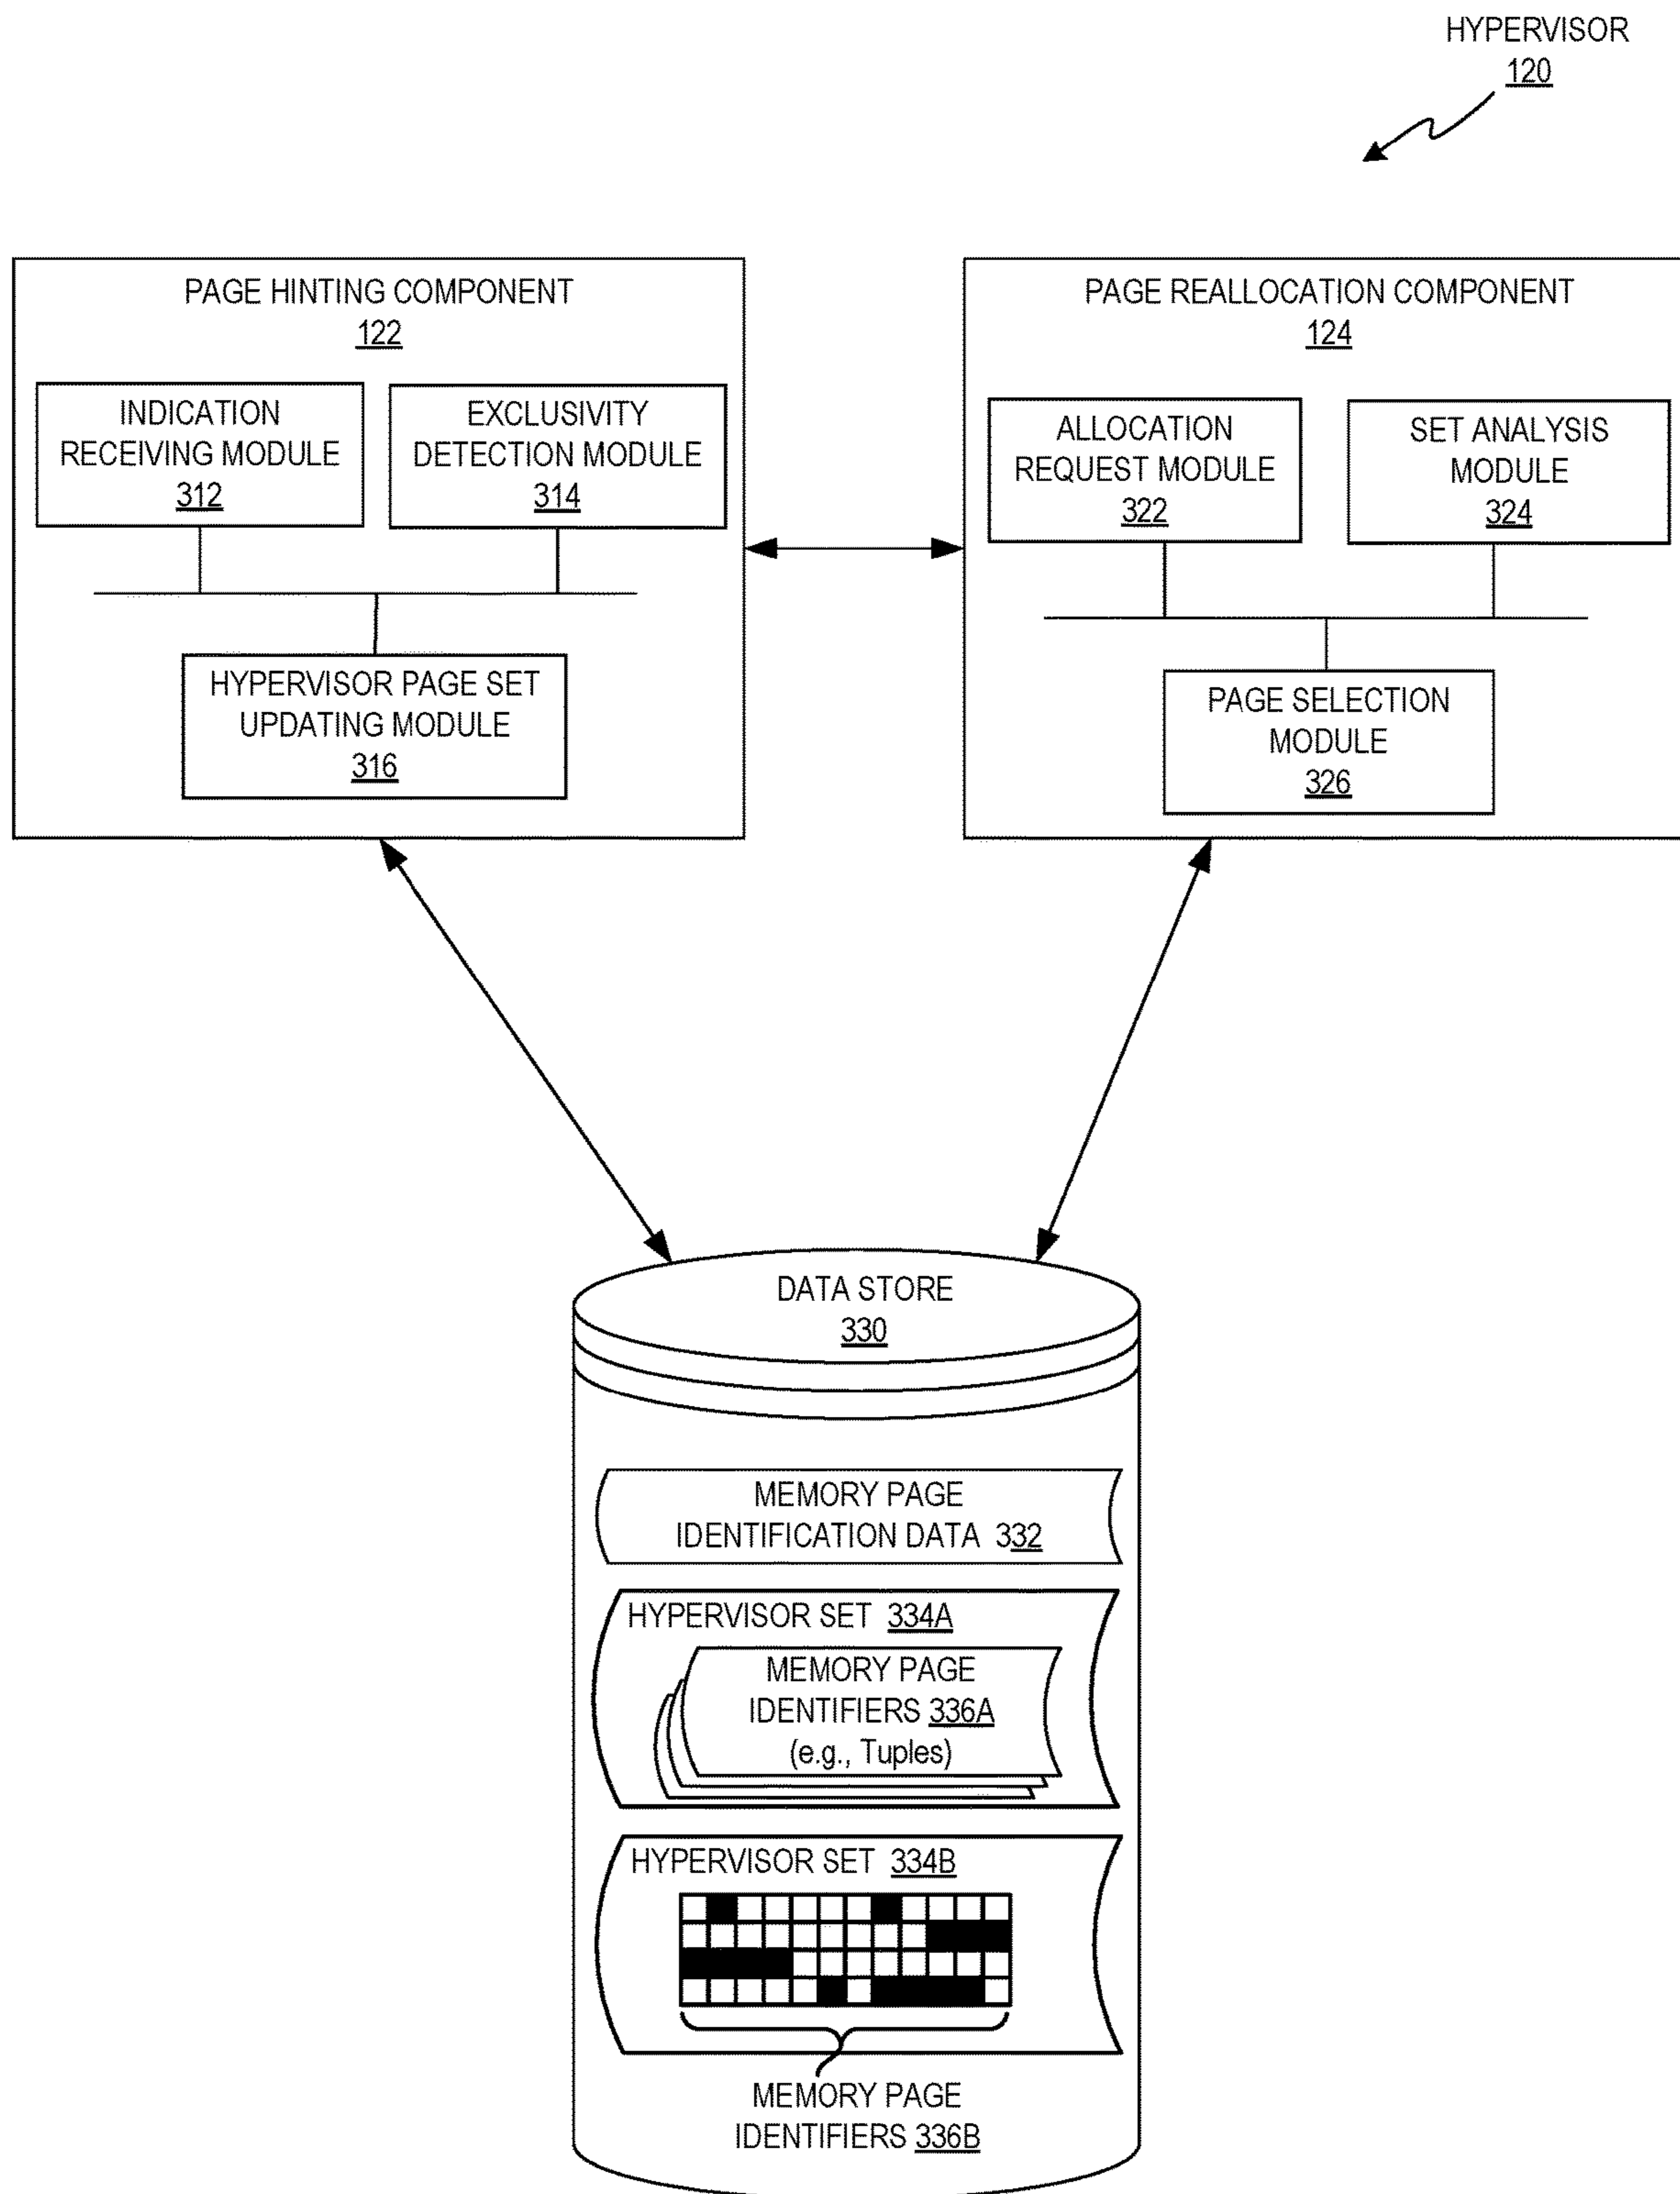 HYPERVISOR
120
PAGE HINTING COMPONENT
122
INDICATION
RECEIVING MODULE
312
EXCLUSIVITY
DETECTION MODULE
314
HYPERVISOR PAGE SET
UPDATING MODULE
316
PAGE REALLOCATION COMPONENT
124
ALLOCATION
REQUEST MODULE
322
SET ANALYSIS
MODULE
324
PAGE SELECTION
MODULE
326
DATA STORE
330
MEMORY PAGE
IDENTIFICATION DATA 332
HYPERVISOR SET 334A
MEMORY PAGE
IDENTIFIERS 336A
(e.g., Tuples)
HYPERVISOR SET 334B
MEMORY PAGE
IDENTIFIERS 336B